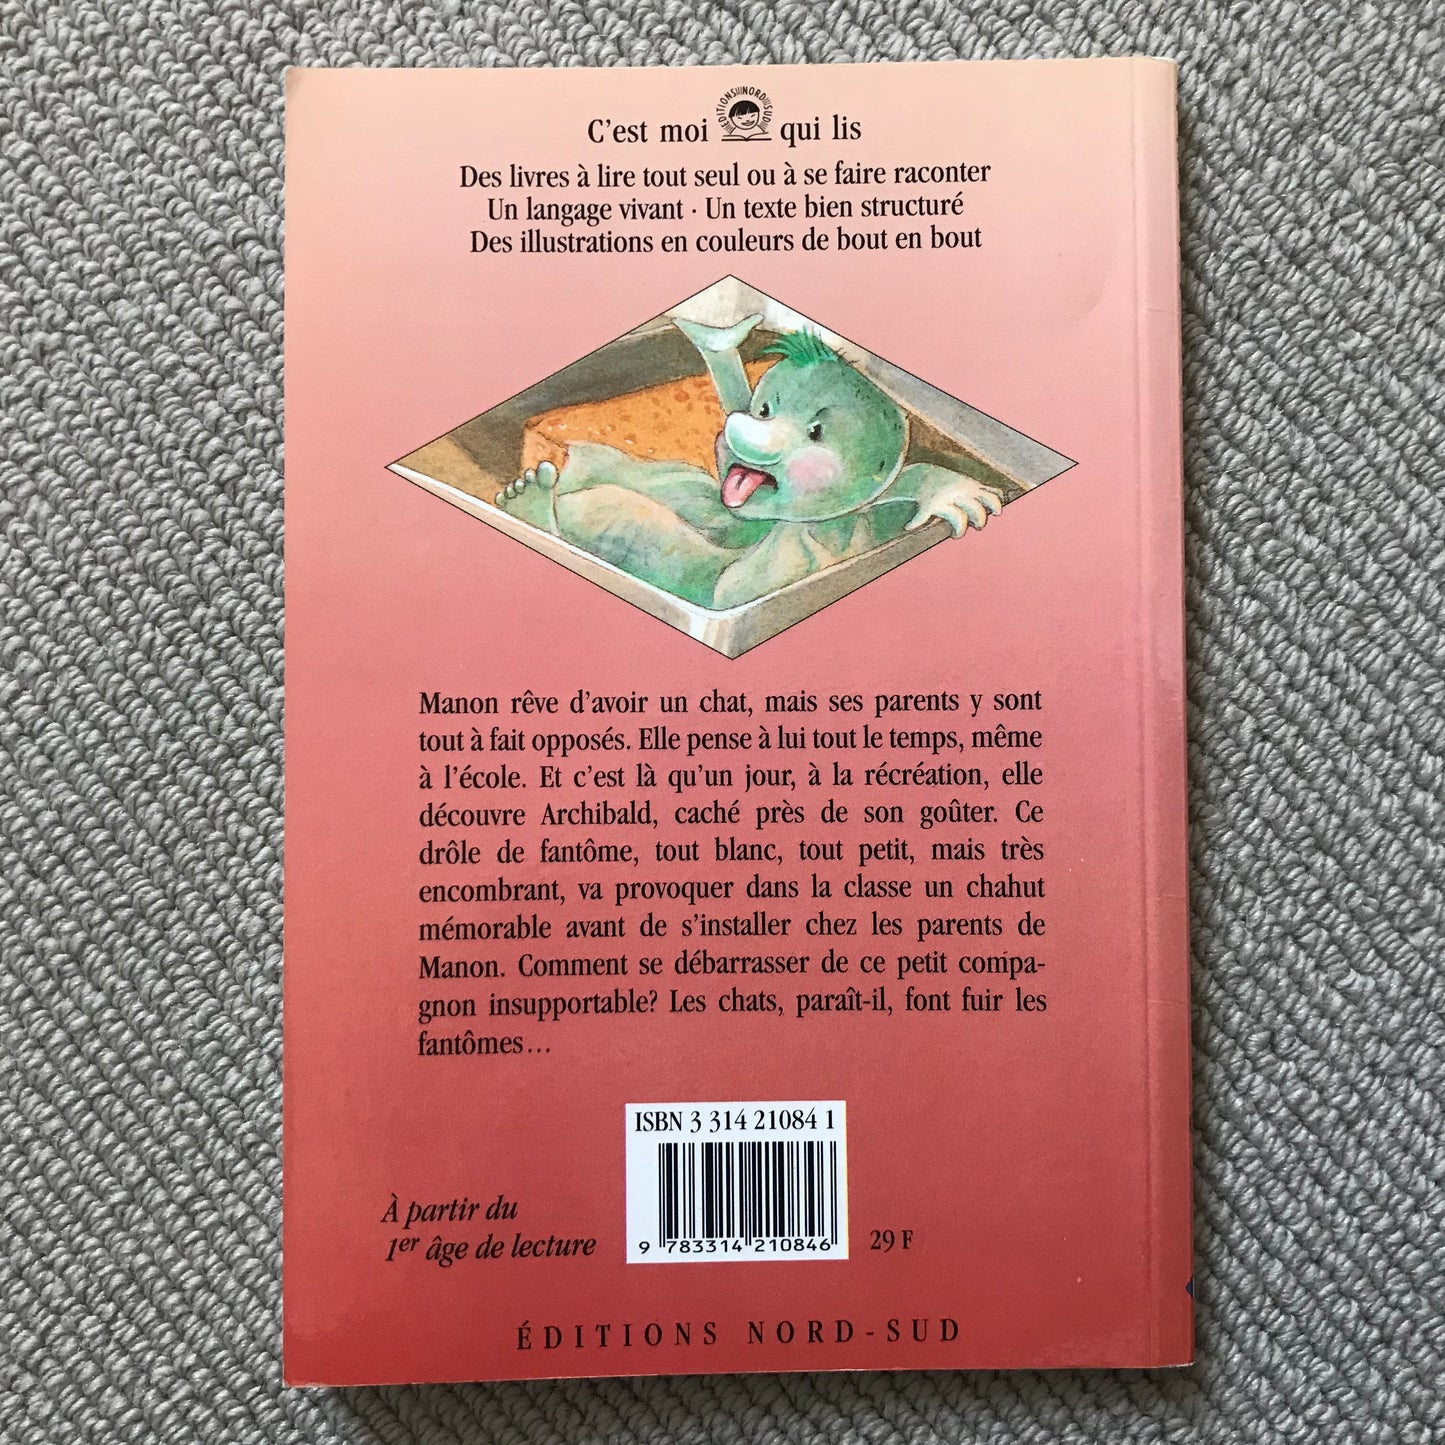 ÉDITIONS NORD SUD
C'est moi qui lis
Des livres à lire tout seul ou à se faire raconter
Un langage vivant · Un texte bien structuré
Des illustrations en couleurs de bout en bout
Manon rêve d'avoir un chat, mais ses parents y sont
tout à fait opposés. Elle pense à lui tout le temps, même
à l'école. Et c'est là qu'un jour, à la récréation, elle
découvre Archibald, caché près de son goûter. Ce
drôle de fantôme, tout blanc, tout petit, mais très
encombrant, va provoquer dans la classe un chahut
mémorable avant de s'installer chez les parents de
Manon. Comment se débarrasser de ce petit compa-
gnon insupportable? Les chats, paraît-il, font fuir les
fantômes…
ISBN 3 314 21084 1
9 783314 210846
À partir du
1er âge de lecture
29 F
ÉDITIONS NORD-SUD